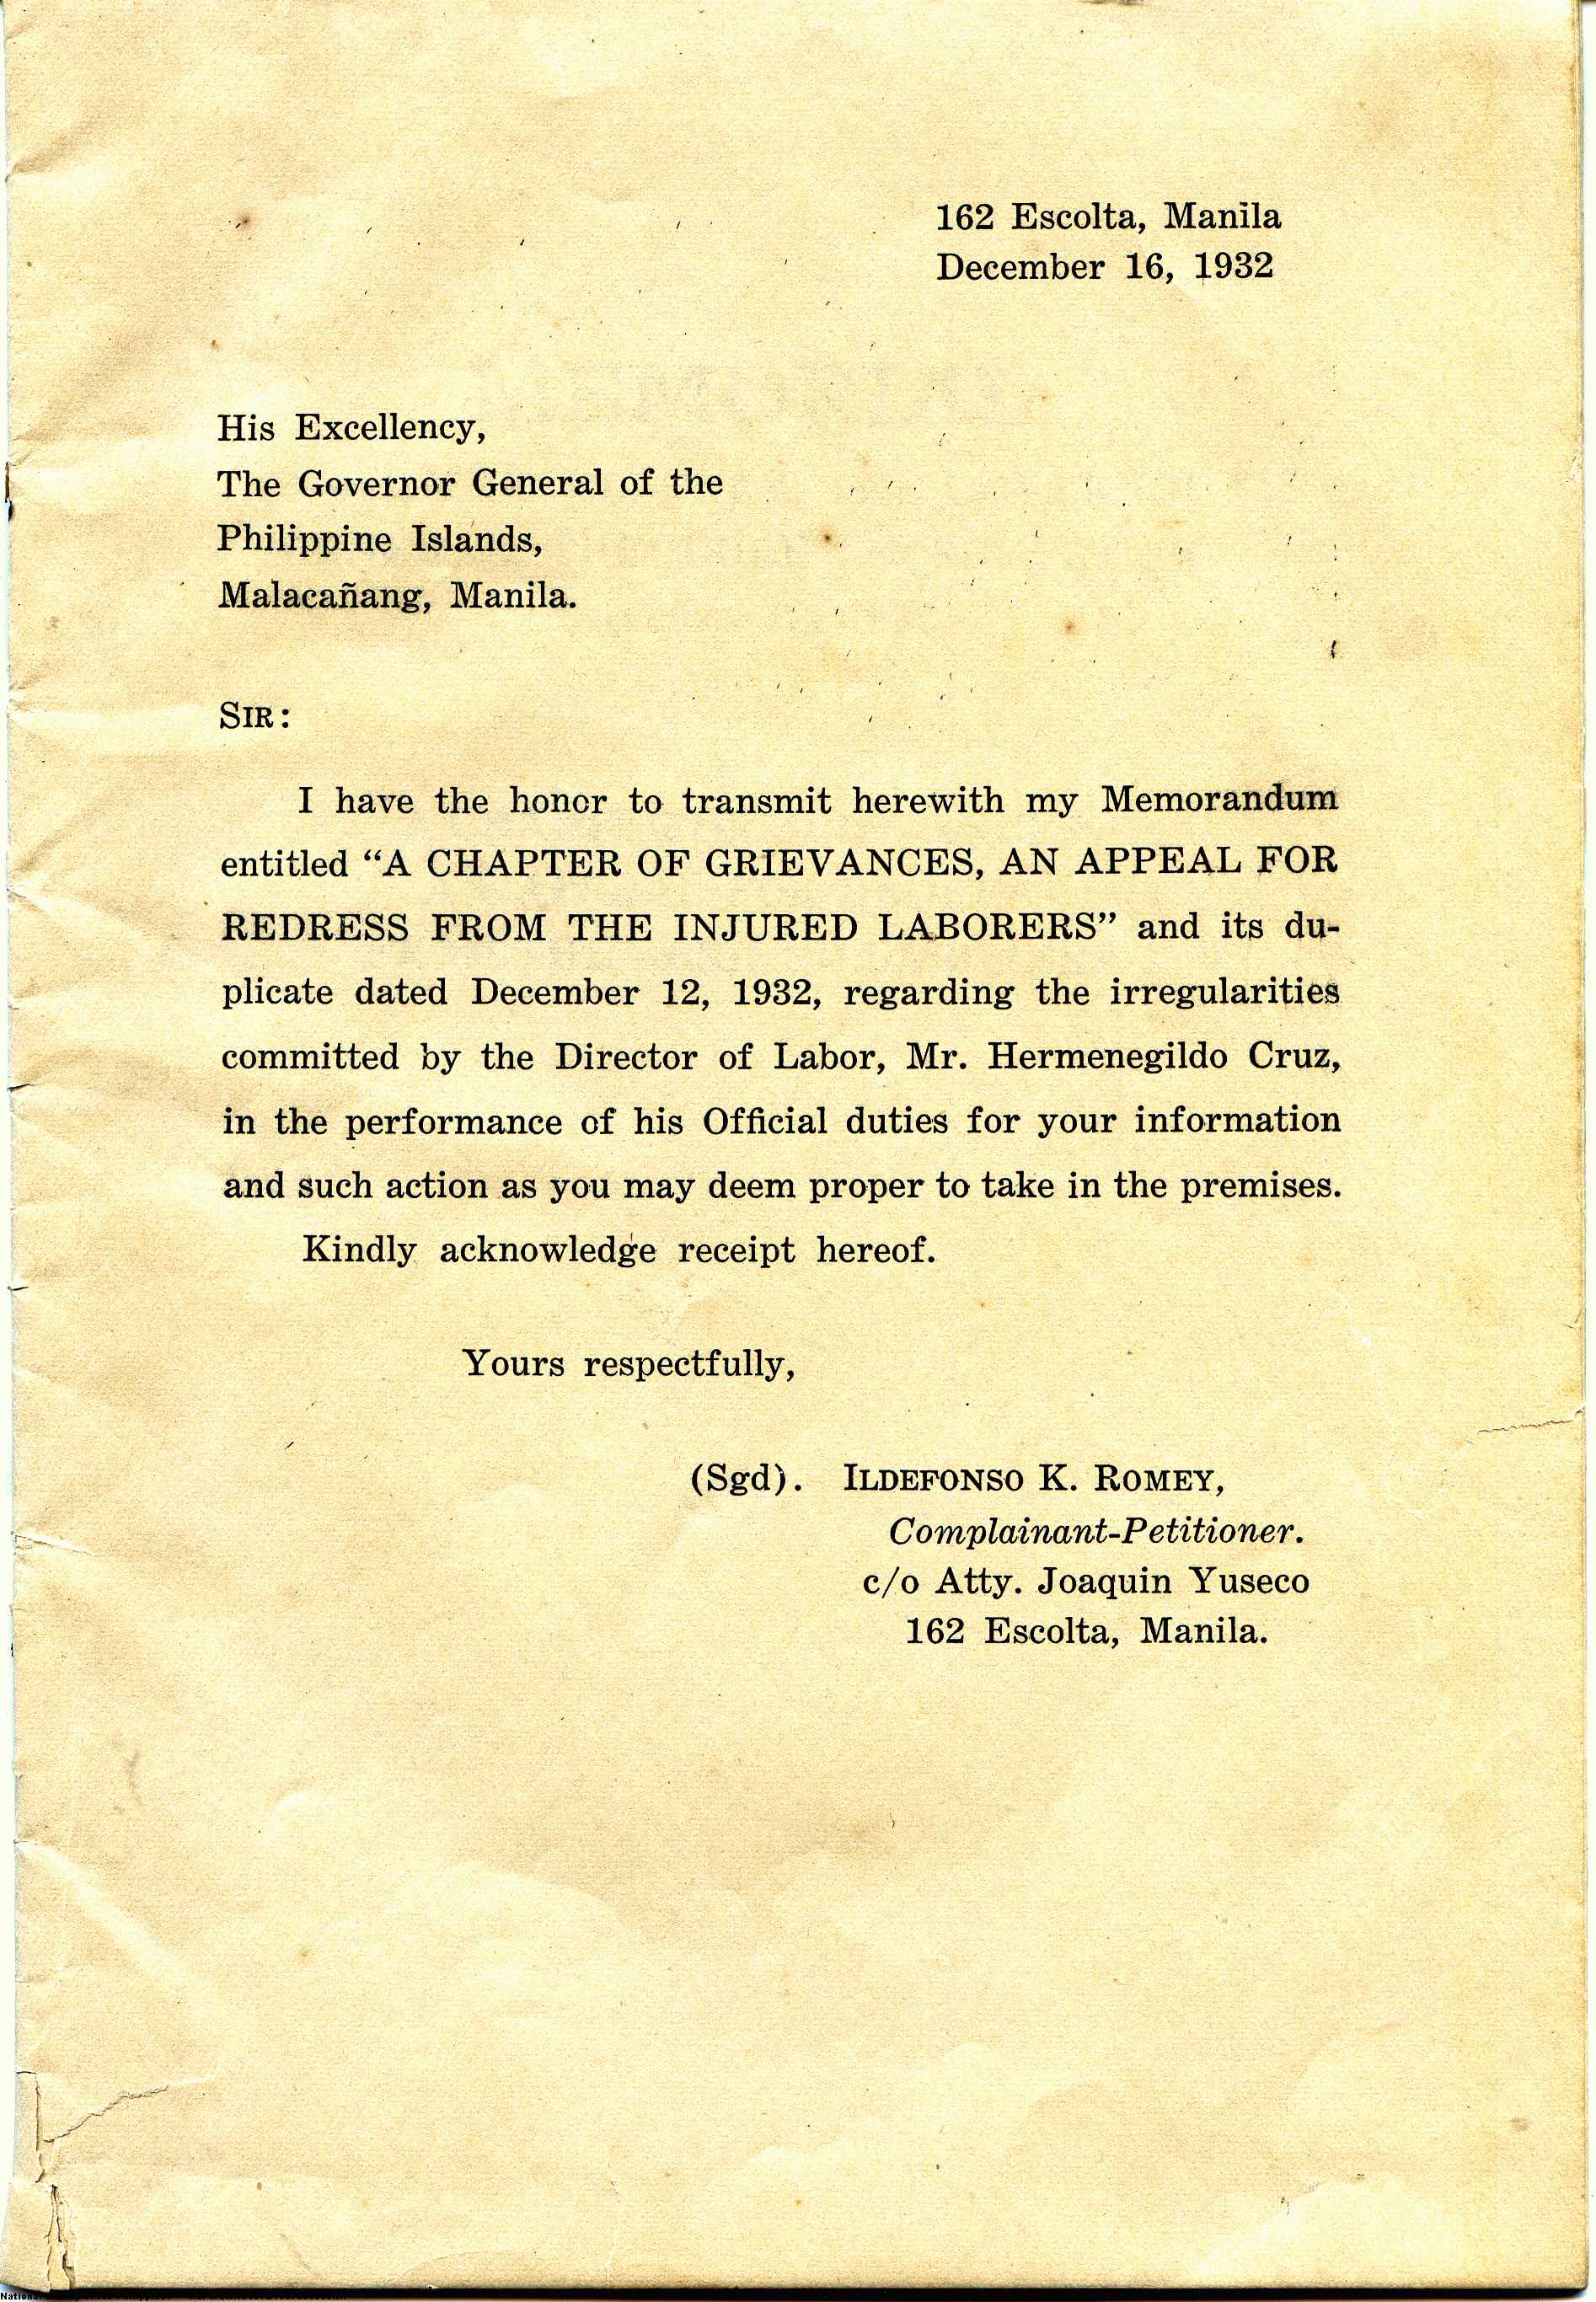 162 Escolta, Manila
December 16, 1932
His Excellency,
The Governor General of the
Philippine Islands,
Malacañang, Manila.
SIR:
I have the honor to transmit herewith my Memorandum
entitled “A CHAPTER OF GRIEVANCES, AN APPEAL FOR
REDRESS FROM THE INJURED LABORERS” and its du-
plicate dated December 12, 1932, regarding the irregularities
committed by the Director of Labor, Mr. Hermenegildo Cruz,
in the performance of his Official duties for your information
and such action as you may deem proper to take in the premises.
Kindly acknowledge receipt hereof.
Yours respectfully,
(Sgd). ILDEFONSO K. ROMEY,
Complainant-Petitioner.
c/o Atty. Joaquin Yuseco
162 Escolta, Manila.